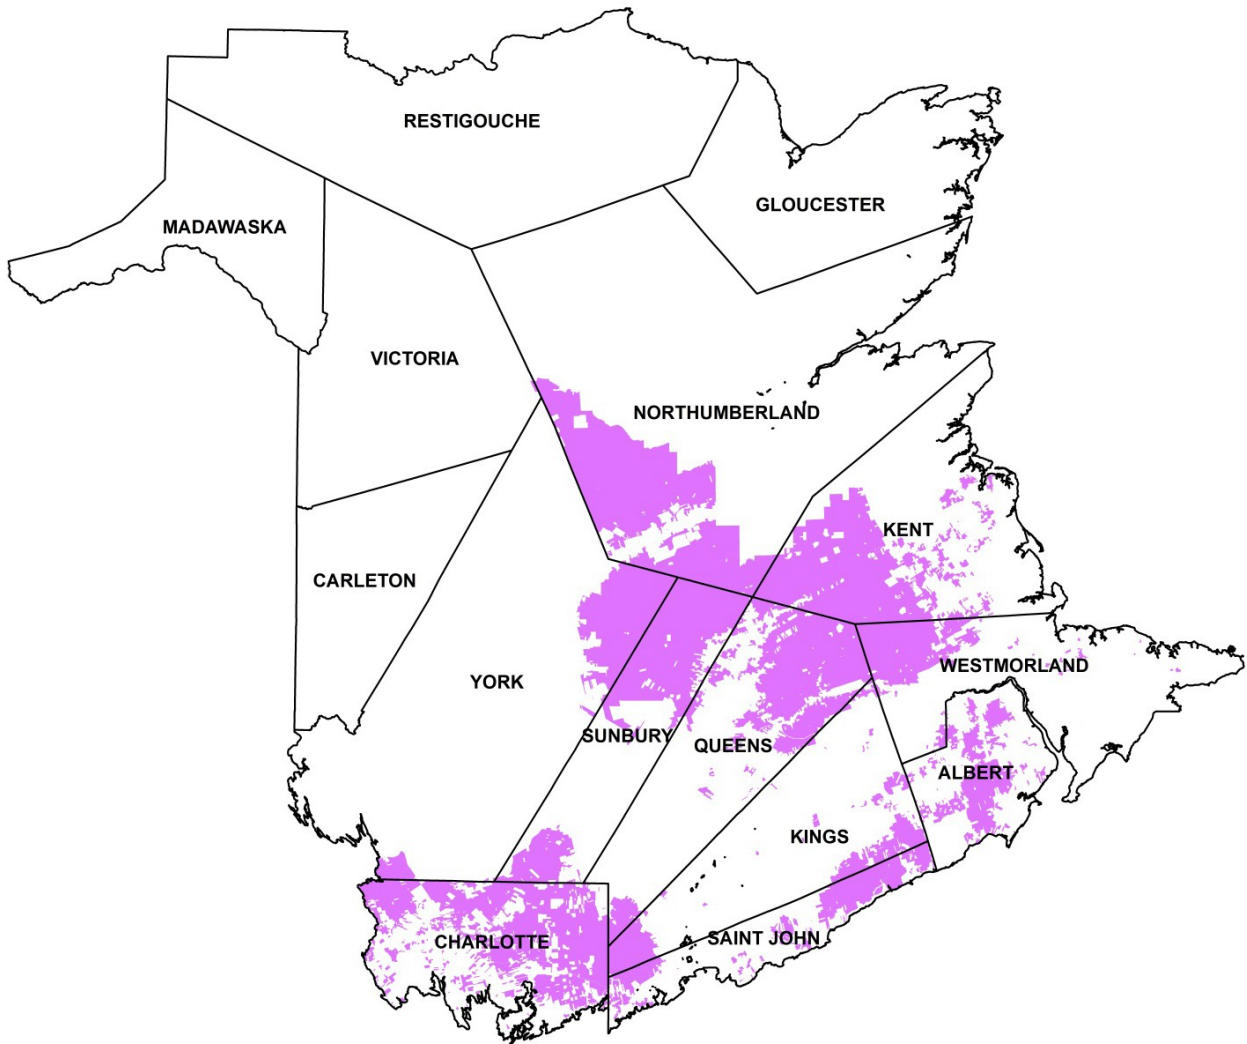 RESTIGOUCHE
GLOUCESTER
MADAWASKA
VICTORIA
NORTHUMBERLAND
KENT
CARLETON
WESTMORLAND
YORK
SUNBURY
QUEENS
ALBERT
KINGS
SAINT JOHN
CHARLOTTE